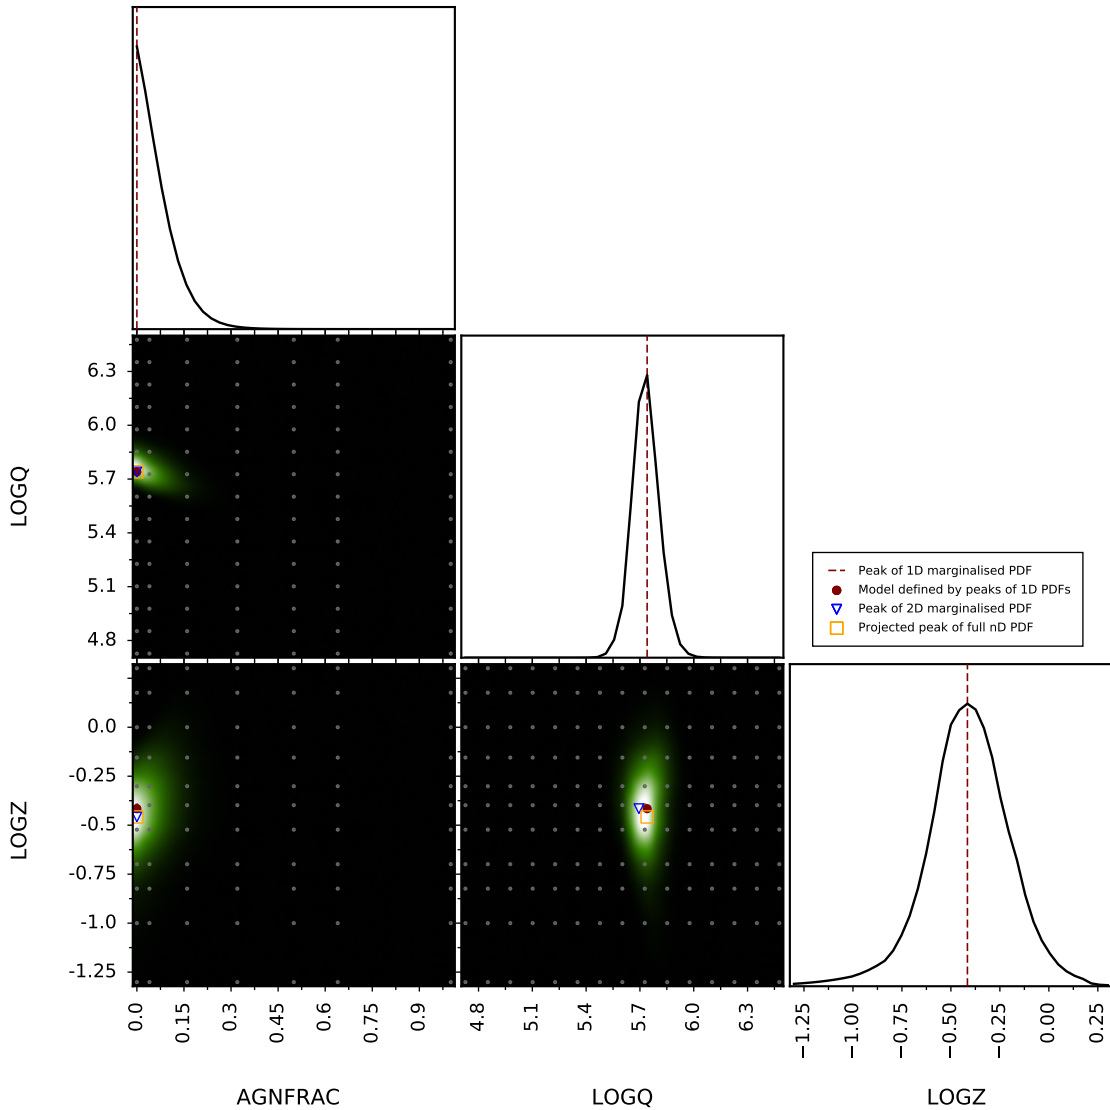 LOGQ
6.3
6.0
5.7
5.4
5.1
4.8
Peak of 1D marginalised PDF
Model defined by peaks of 1D PDFs
Peak of 2D marginalised PDF
Projected peak of full nD PDF
LOGZ
0.0
-0.25
-0.5
-0.75
-1.0
-1.25
0.0 0.15 0.3 0.45 0.6 0.75 0.9 4.8 5.1 5.4 5.7 6.0 6.3 −1.25 −1.00 −0.75 −0.50 −0.25 0.00 0.25
AGNFRAC LOGQ LOGZ